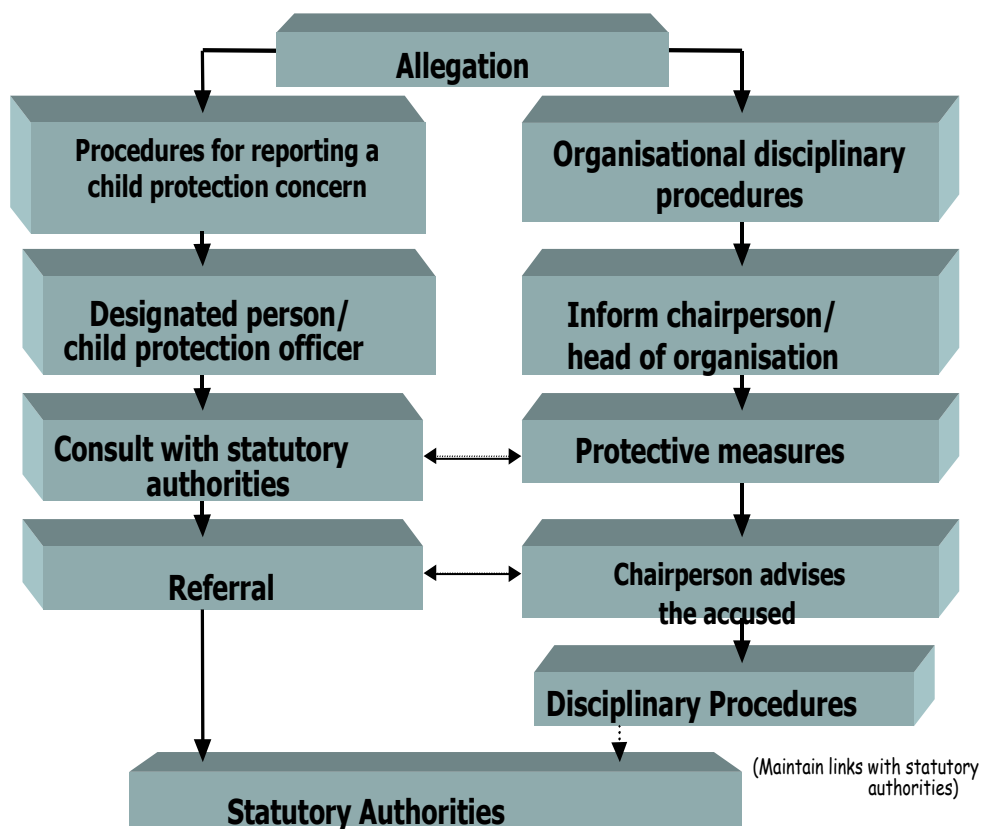 Allegation
Procedures for reporting a
child protection concern
Organisational disciplinary
procedures
Designated person/
child protection officer
Inform chairperson/
head of organisation
Consult with statutory
authorities
Protective measures
Referral
Chairperson advises
the accused
Disciplinary Procedures
(Maintain links with statutory
authorities)
Statutory Authorities